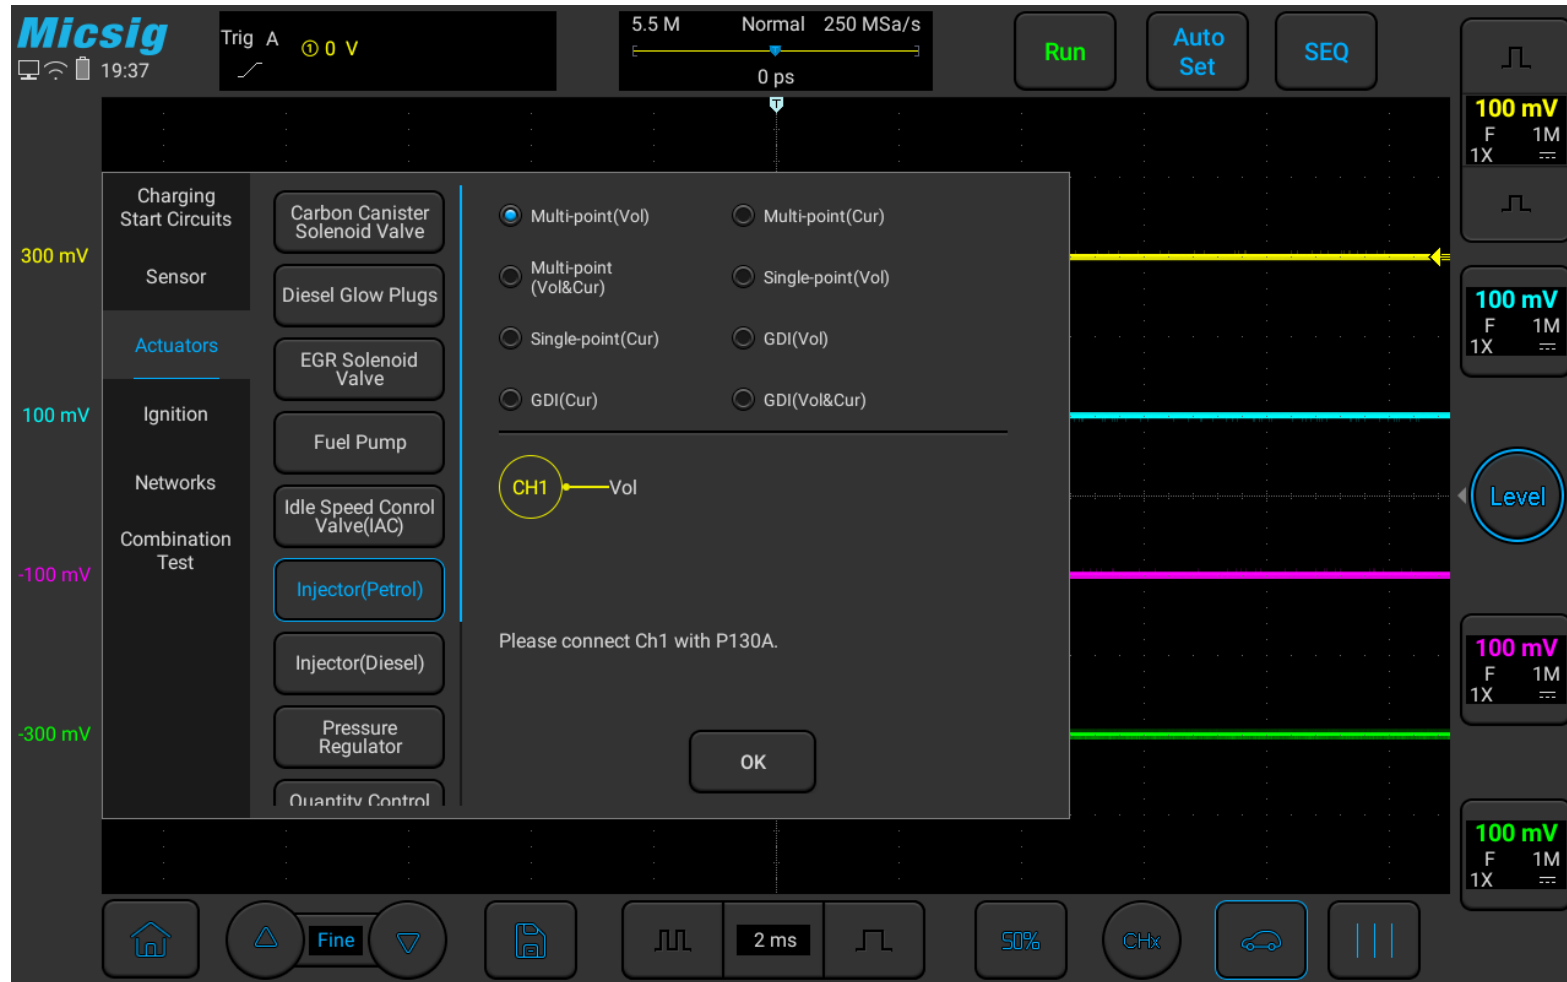 Micsig
19:37
Trig A ① 0 V
5.5 M Normal 250 MSa/s
0 ps
Run
Auto
Set
SEQ
T
100 mV
F 1M
1X
300 mV
100 mV
-100 mV
-300 mV
Charging
Start Circuits
Sensor
Actuators
Ignition
Networks
Combination
Test
Carbon Canister
Solenoid Valve
Diesel Glow Plugs
EGR Solenoid
Valve
Fuel Pump
Idle Speed Conrol
Valve(IAC)
Injector(Petrol)
Injector(Diesel)
Pressure
Regulator
Quantity Control
Multi-point(Vol)
Multi-point(Cur)
Multi-point
(Vol&Cur)
Single-point(Vol)
Single-point(Cur)
GDI(Vol)
GDI(Cur)
GDI(Vol&Cur)
CH1 Vol
Please connect Ch1 with P130A.
OK
100 mV
F 1M
1X
Level
100 mV
F 1M
1X
100 mV
F 1M
1X
Fine
2 ms
50%
CHx